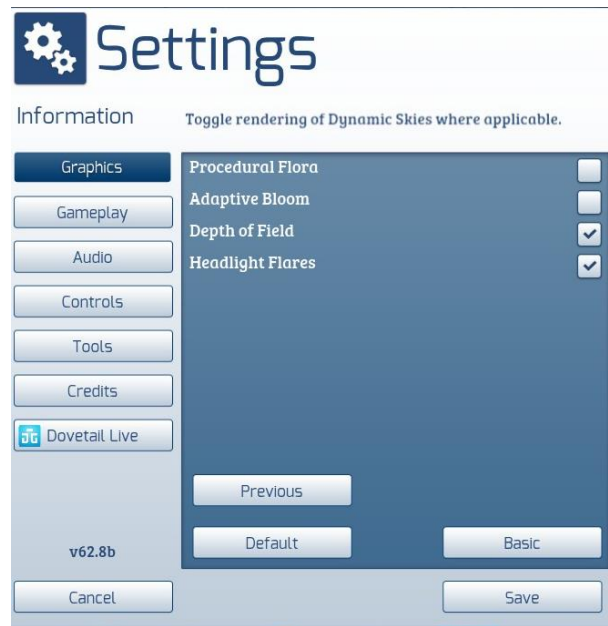 Settings
Information
Toggle rendering of Dynamic Skies where applicable.
Graphics
Gameplay
Audio
Controls
Tools
Credits
Dovetail Live
v62.8b
Cancel
Procedural Flora
Adaptive Bloom
Depth of Field
Headlight Flares
Previous
Default
Basic
Save